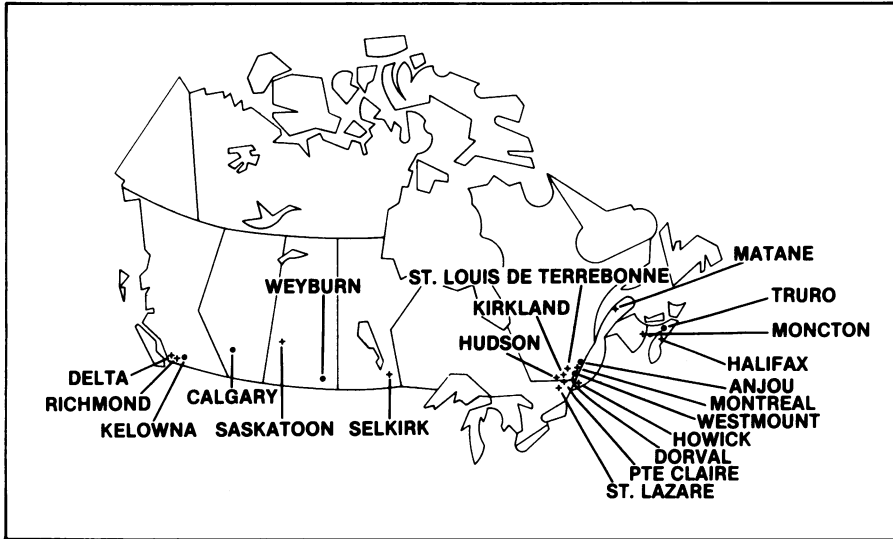 MATANE
ST. LOUIS DE TERREBONNE
WEYBURN
TRURO
KIRKLAND
MONCTON
HUDSON
HALIFAX
DELTA
ANJOU
CALGARY
RICHMOND
MONTREAL
WESTMOUNT
KELOWNA
SASKATOON
SELKIRK
HOWICK
DORVAL
PTE CLAIRE
ST. LAZARE